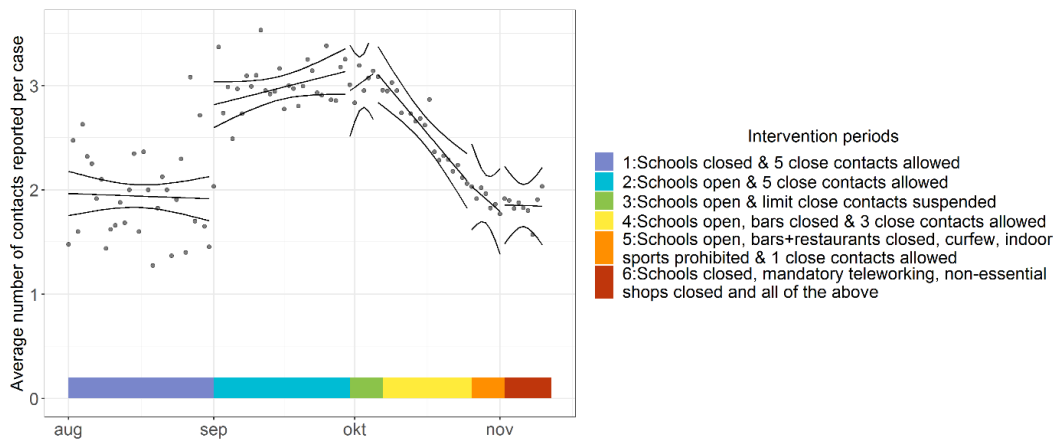 Average number of contacts reported per case
3
2
1
0
aug
sep
okt
nov
Intervention periods
1:Schools closed & 5 close contacts allowed
2:Schools open & 5 close contacts allowed
3:Schools open & limit close contacts suspended
4:Schools open, bars closed & 3 close contacts allowed
5:Schools open, bars+restaurants closed, curfew, indoor
sports prohibited & 1 close contacts allowed
6:Schools closed, mandatory teleworking, non-essential
shops closed and all of the above